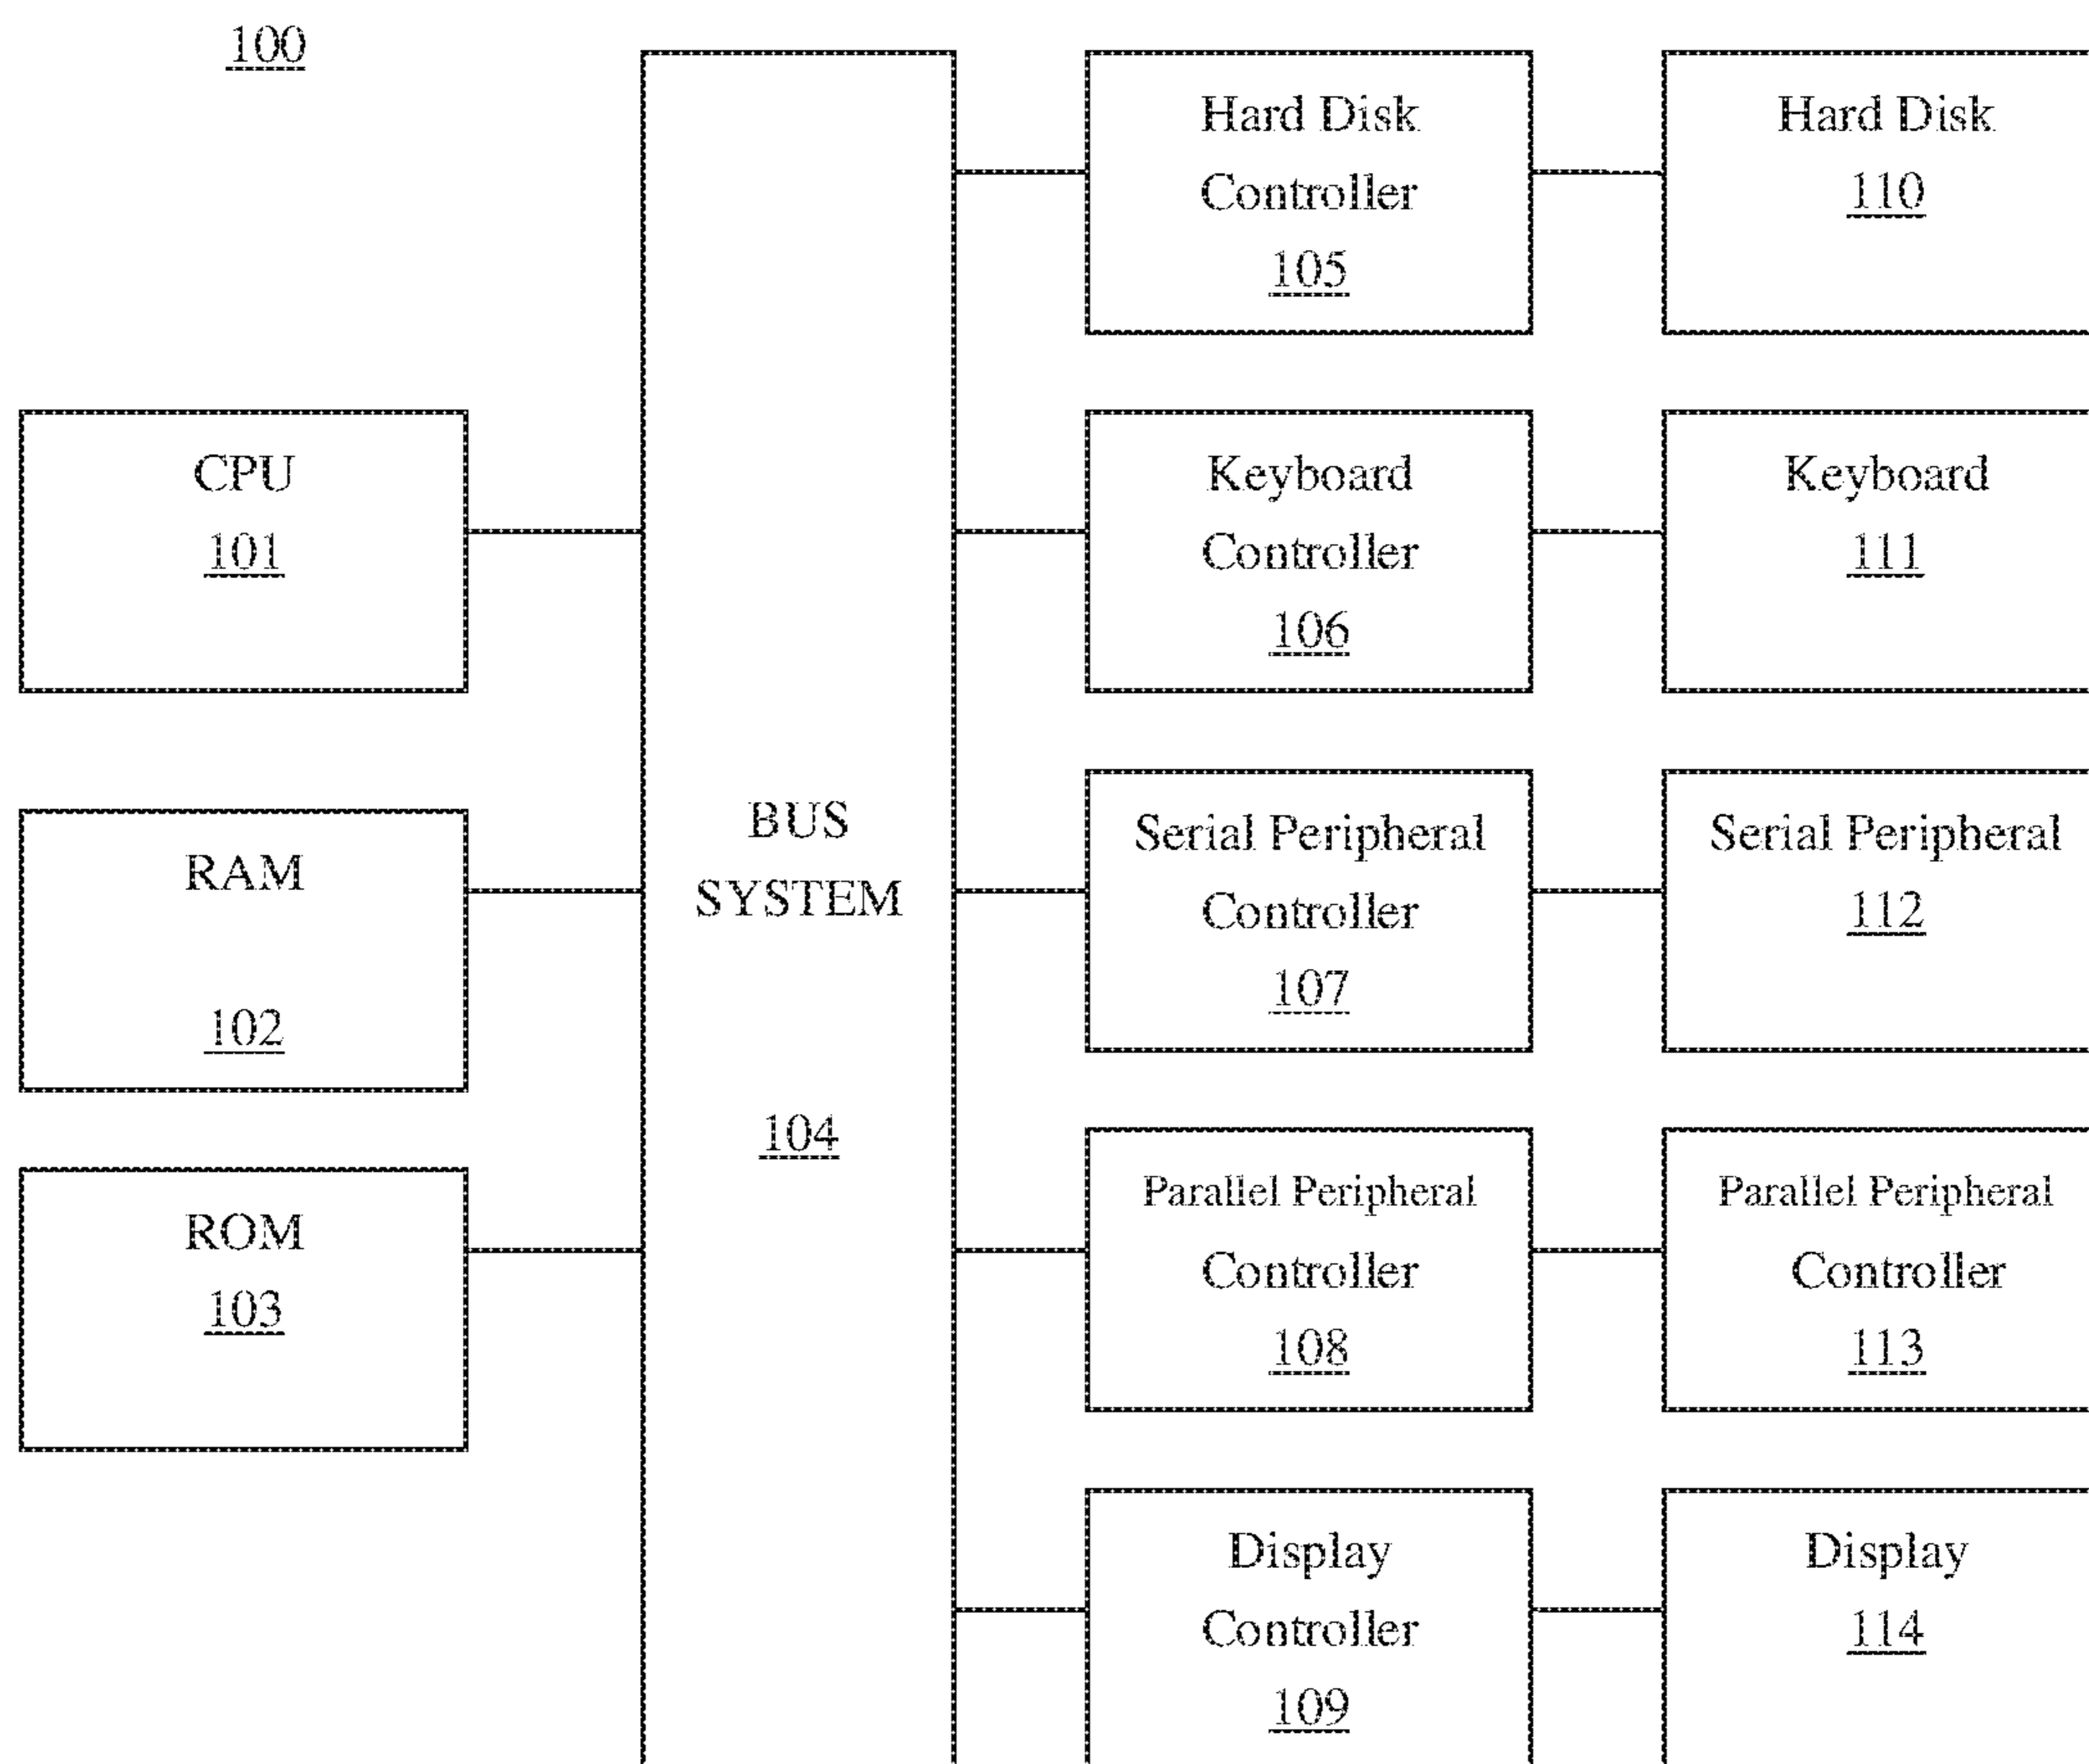 100
CPU
101
RAM
102
ROM
103
BUS
SYSTEM
104
Hard Disk
Controller
105
Hard Disk
110
Keyboard
Controller
106
Keyboard
111
Serial Peripheral
Controller
107
Serial Peripheral
112
Parallel Peripheral
Controller
108
Parallel Peripheral
Controller
113
Display
Controller
109
Display
114